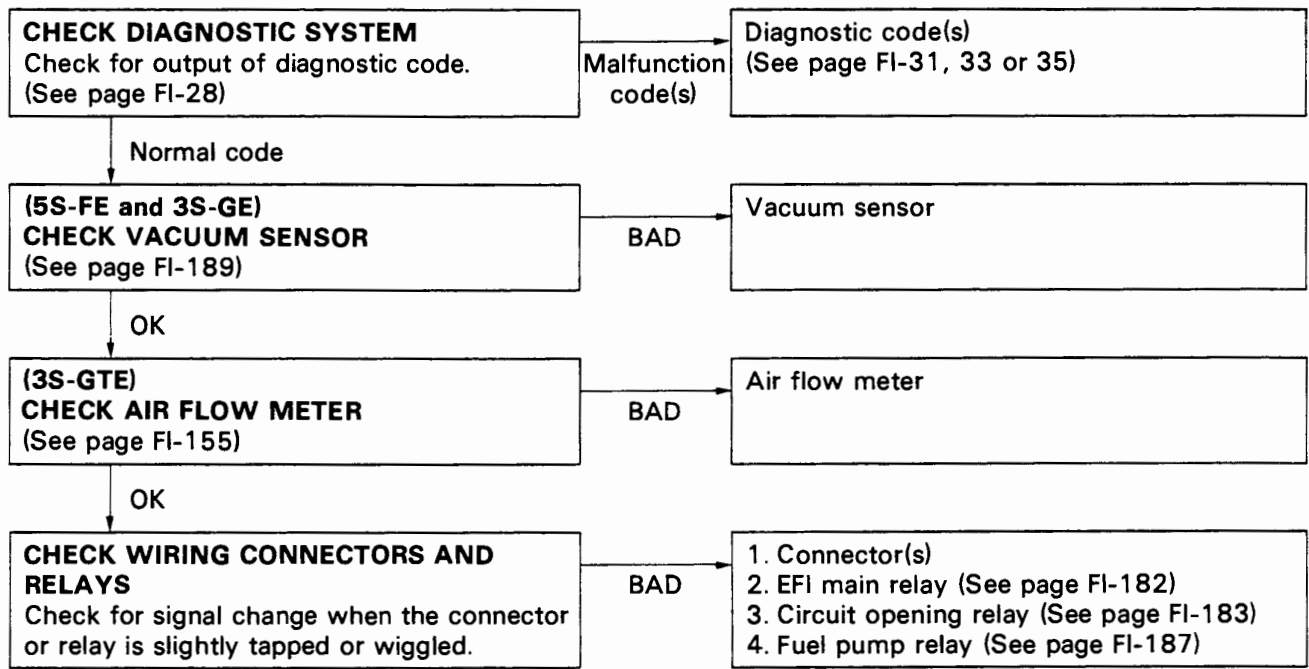 CHECK DIAGNOSTIC SYSTEM
Check for output of diagnostic code.
(See page FI-28)
Malfunction
code(s)
Diagnostic code(s)
(See page FI-31, 33 or 35)
Normal code
(5S-FE and 3S-GE)
CHECK VACUUM SENSOR
(See page FI-189)
BAD
Vacuum sensor
OK
(3S-GTE)
CHECK AIR FLOW METER
(See page FI-155)
BAD
Air flow meter
OK
CHECK WIRING CONNECTORS AND
RELAYS
Check for signal change when the connector
or relay is slightly tapped or wiggled.
BAD
1. Connector(s)
2. EFI main relay (See page FI-182)
3. Circuit opening relay (See page FI-183)
4. Fuel pump relay (See page FI-187)